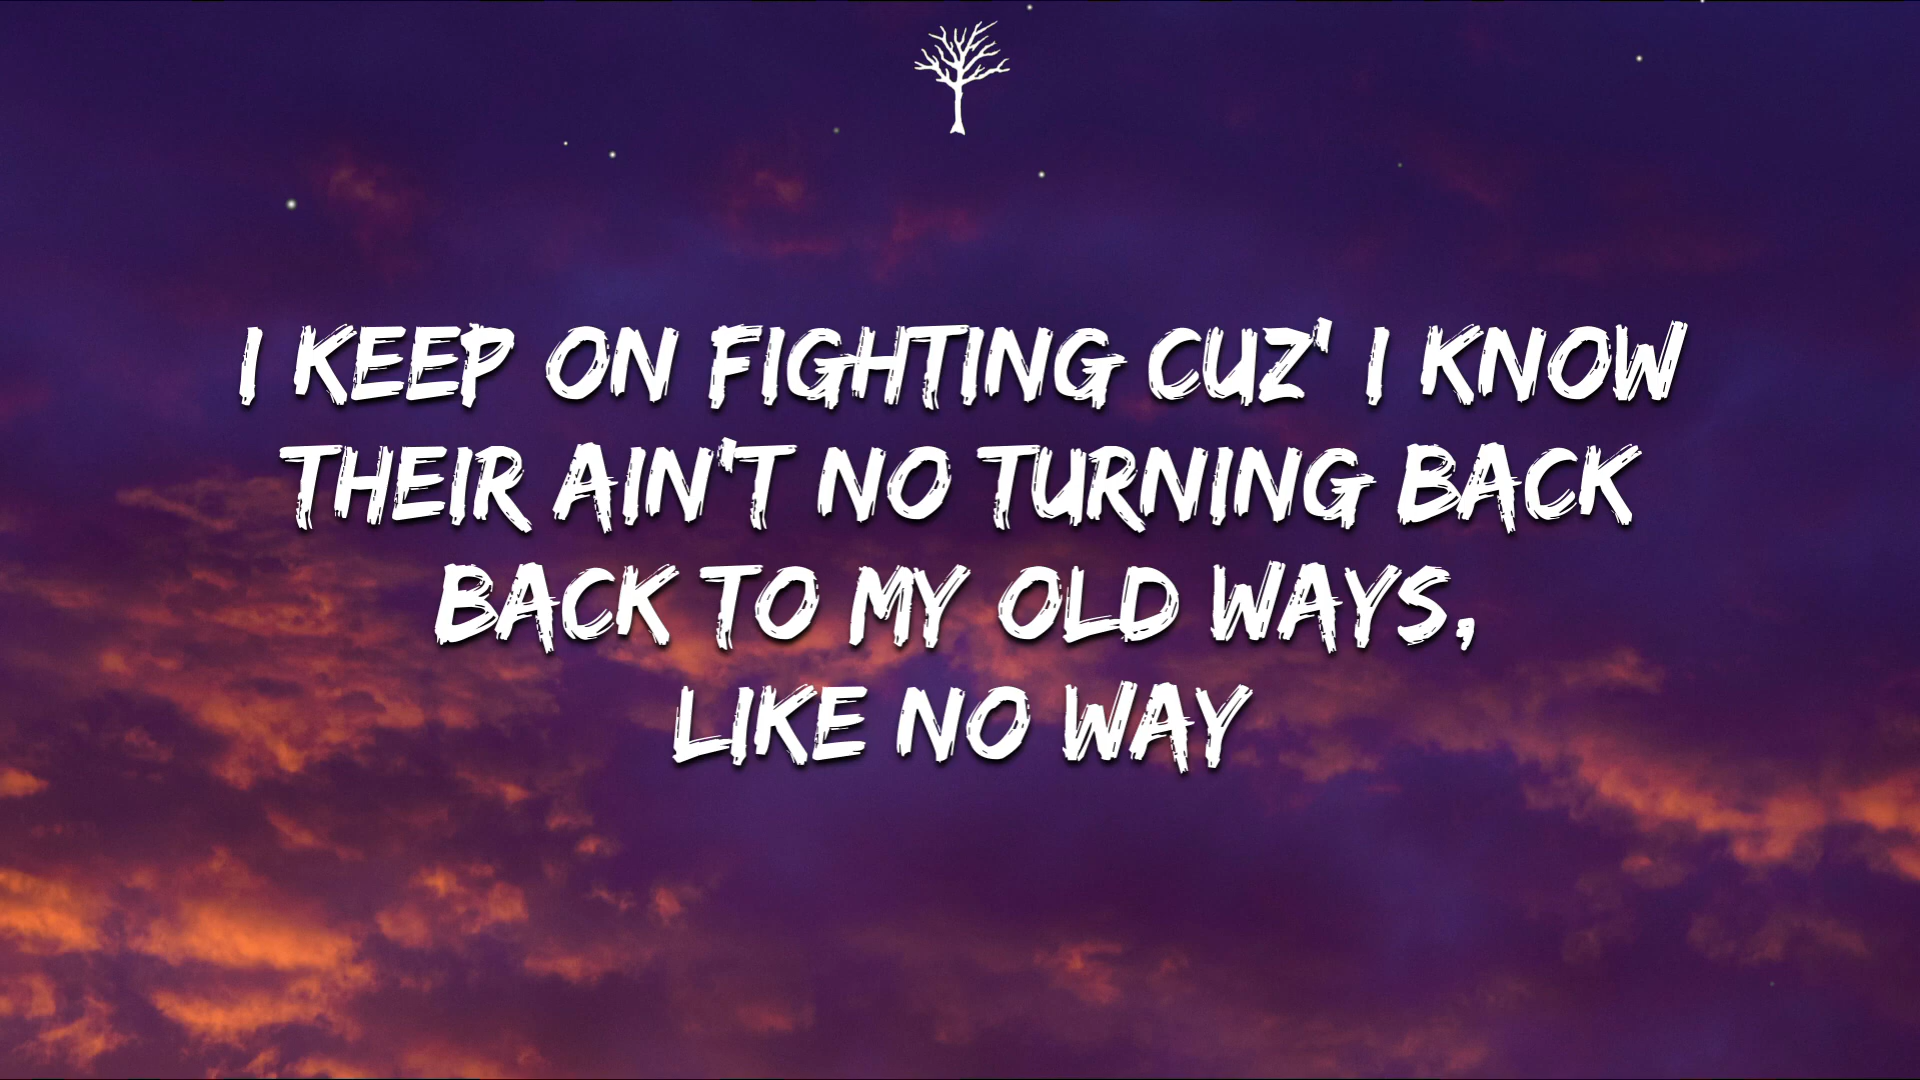 I KEEP ON FIGHTING CUZ' I KNOW
THEIR AIN'T NO TURNING BACK
BACK TO MY OLD WAYS,
LIKE NO WAY